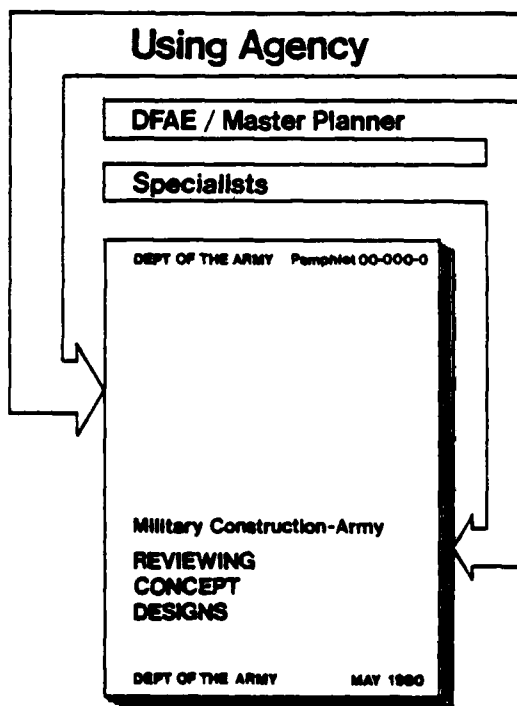 Using Agency
DFAE / Master Planner
Specialists
DEPT OF THE ARMY Pamphlet 00-000-0
Military Construction-Army
REVIEWING
CONCEPT
DESIGNS
DEPT OF THE ARMY MAY 1980